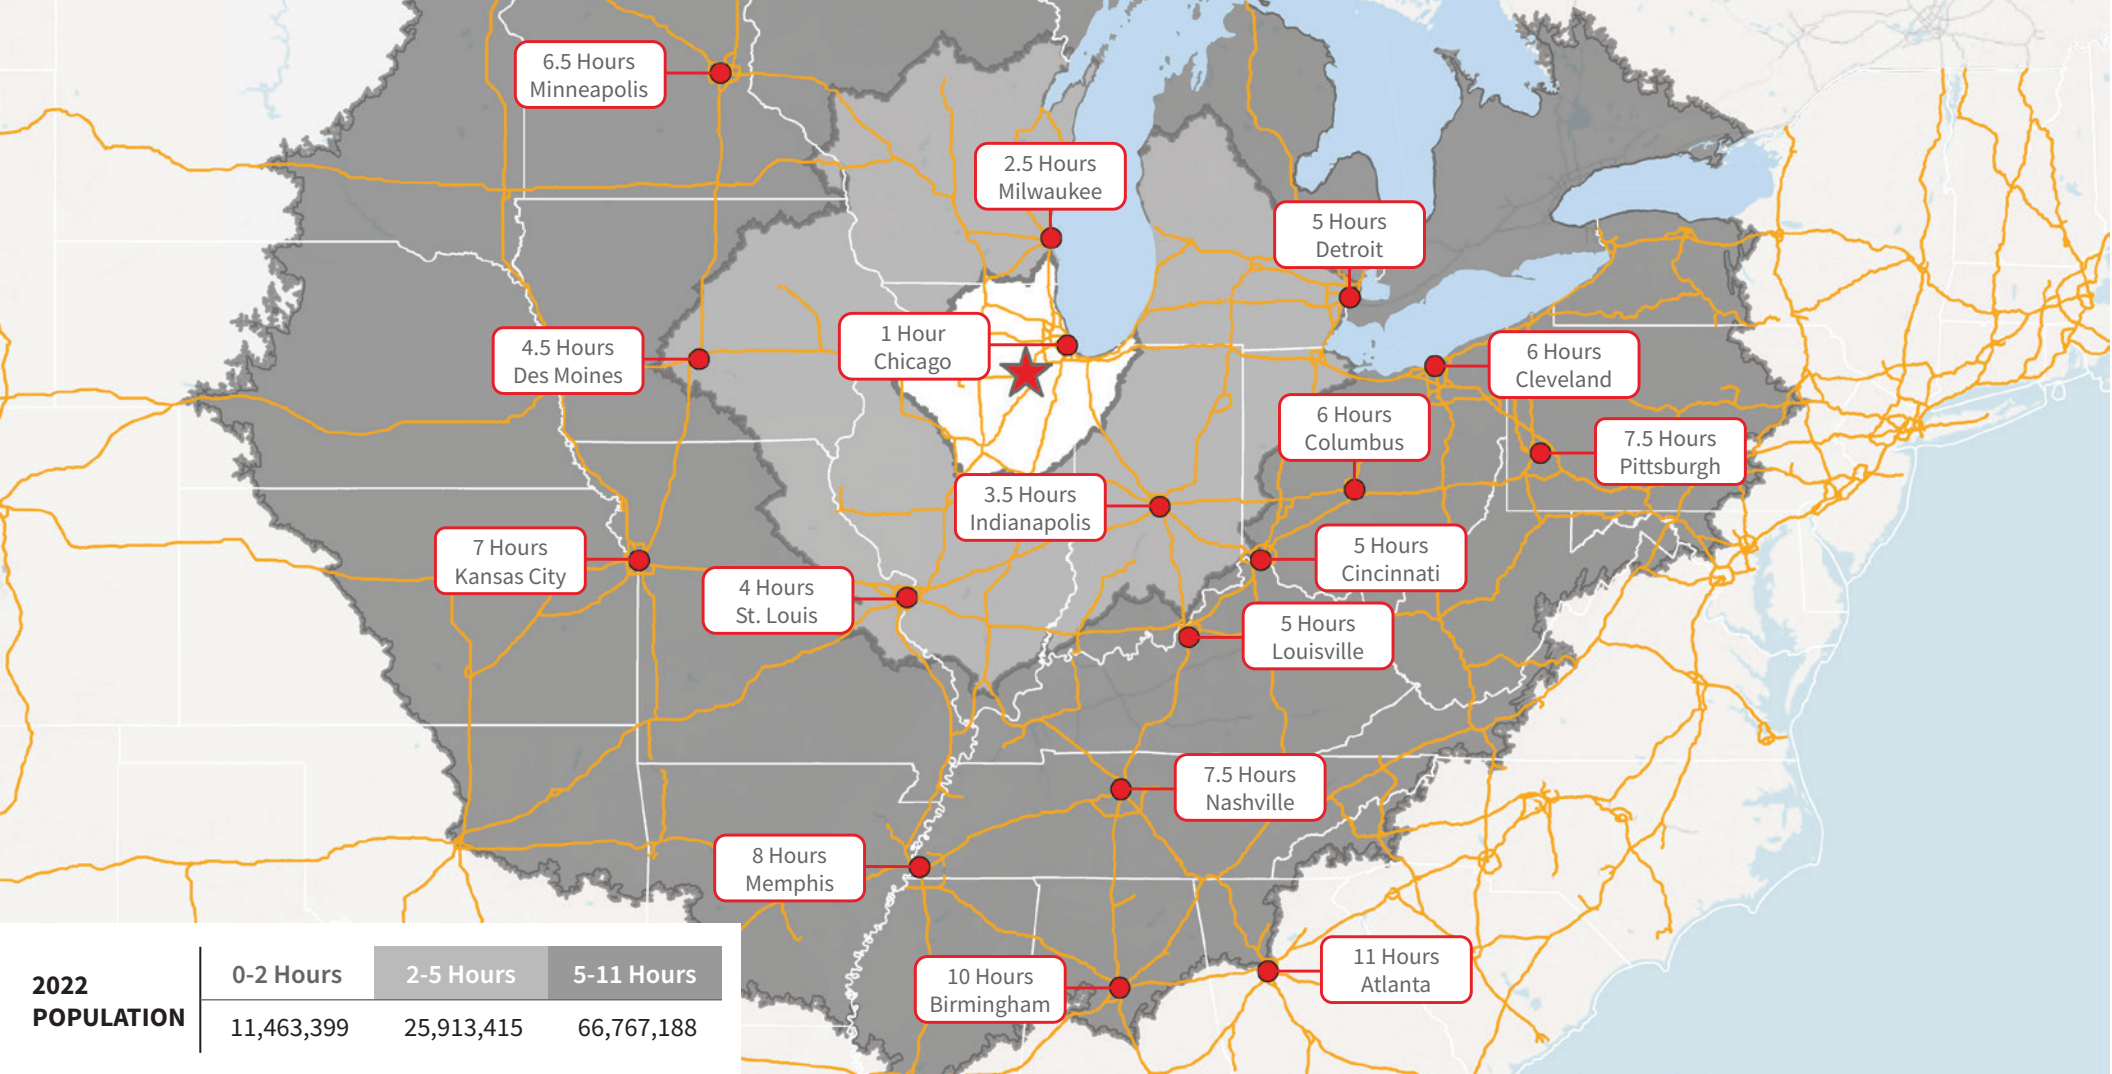 6.5 Hours
Minneapolis
2.5 Hours
Milwaukee
5 Hours
Detroit
1 Hour
Chicago
4.5 Hours
Des Moines
6 Hours
Cleveland
6 Hours
Columbus
7.5 Hours
Pittsburgh
3.5 Hours
Indianapolis
7 Hours
Kansas City
5 Hours
Cincinnati
4 Hours
St. Louis
5 Hours
Louisville
7.5 Hours
Nashville
8 Hours
Memphis
11 Hours
Atlanta
10 Hours
Birmingham
2022
POPULATION
0-2 Hours
2-5 Hours
5-11 Hours
11,463,399
25,913,415
66,767,188